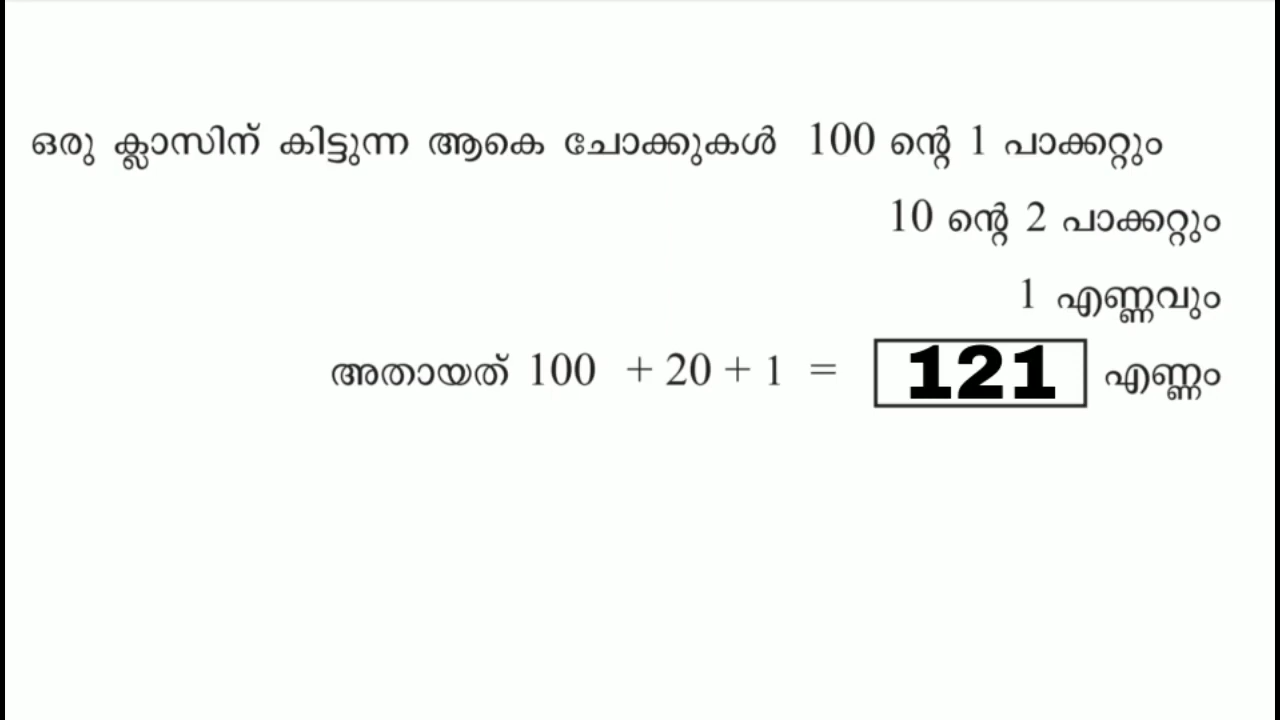 ഒരു ക്ലാസിന് കിട്ടുന്ന ആകെ ചോക്കുകൾ 100 ന്റെ 1 പാക്കറ്റും
10 ന്റെ 2 പാക്കറ്റും
1 എണ്ണവും
അതായത് 100 + 20 + 1 = 121 എണ്ണം